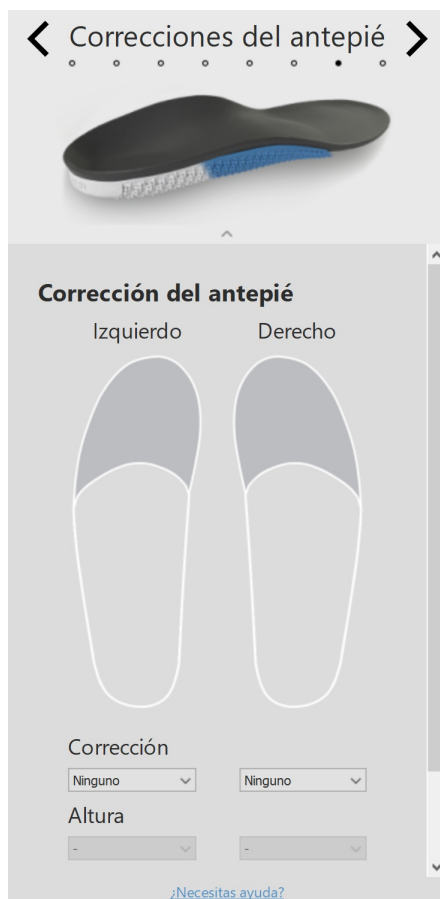 Correcciones del antepié
Corrección del antepié
Izquierdo Derecho
Corrección
Ninguno Ninguno
Altura
- -
¿Necesitas ayuda?